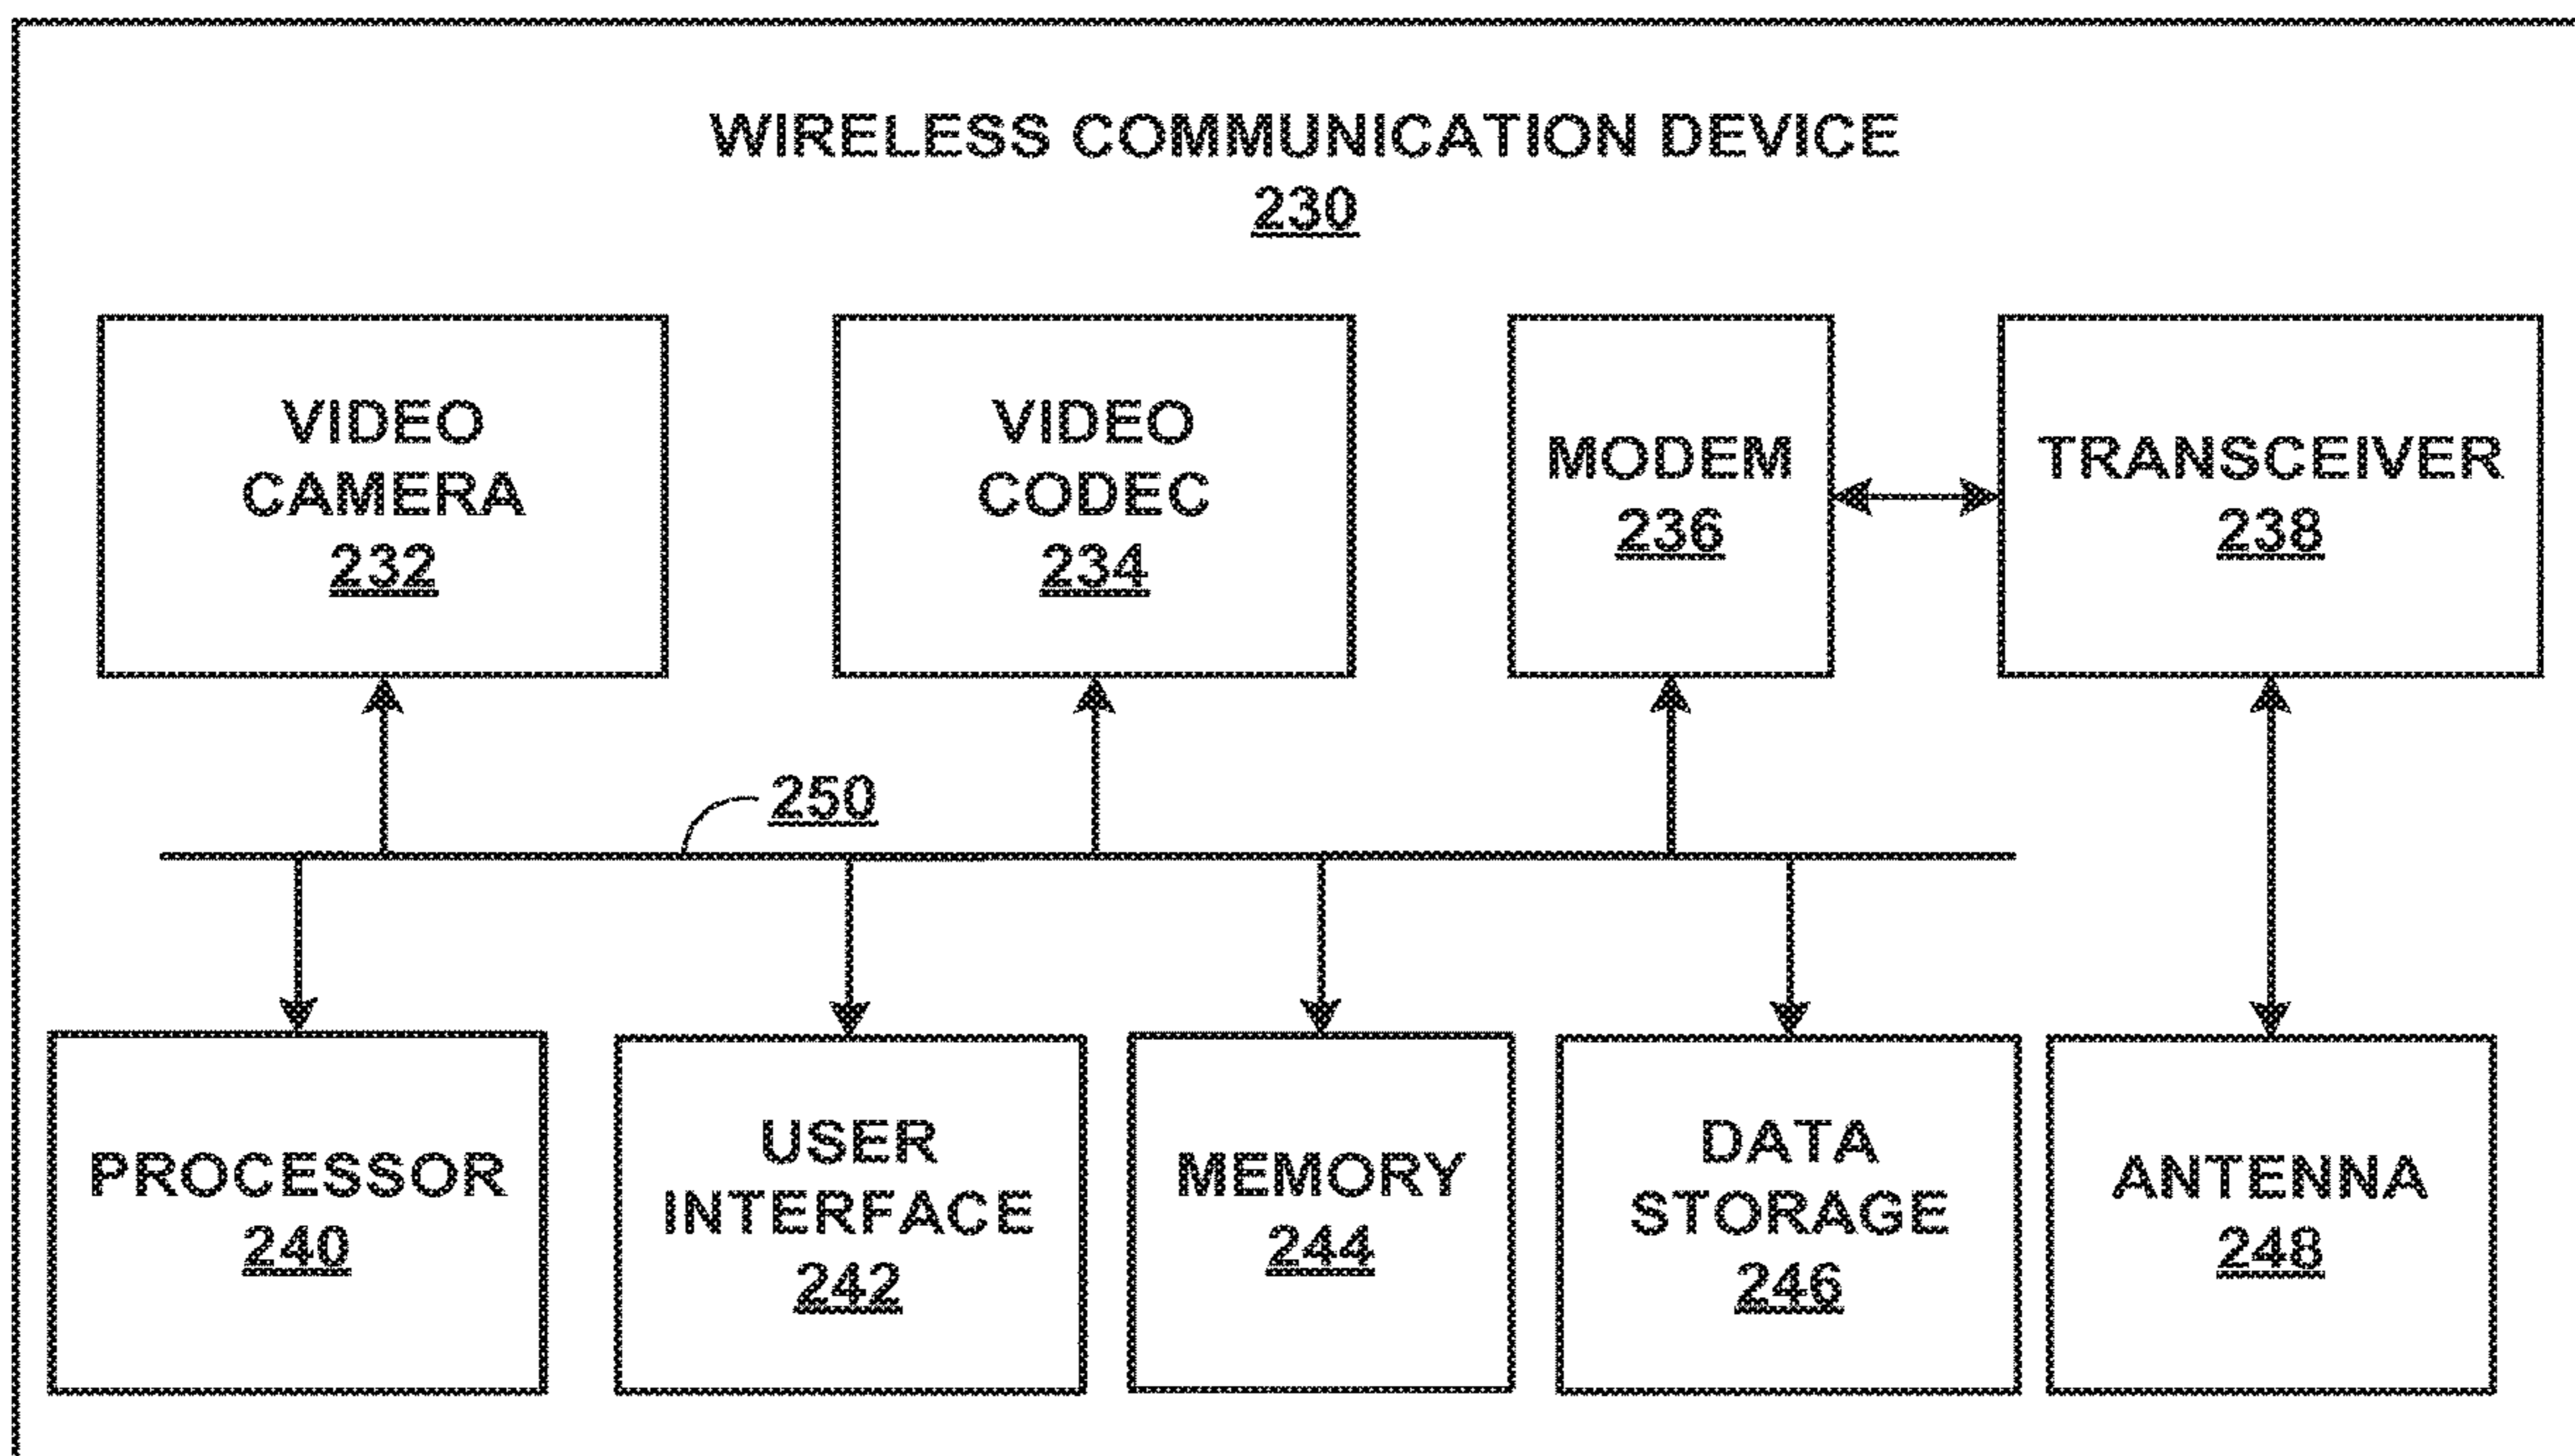 WIRELESS COMMUNICATION DEVICE
230
VIDEO
CAMERA
232
VIDEO
CODEC
234
MODEM
236
TRANSCEIVER
238
250
PROCESSOR
240
USER
INTERFACE
242
MEMORY
244
DATA
STORAGE
246
ANTENNA
248